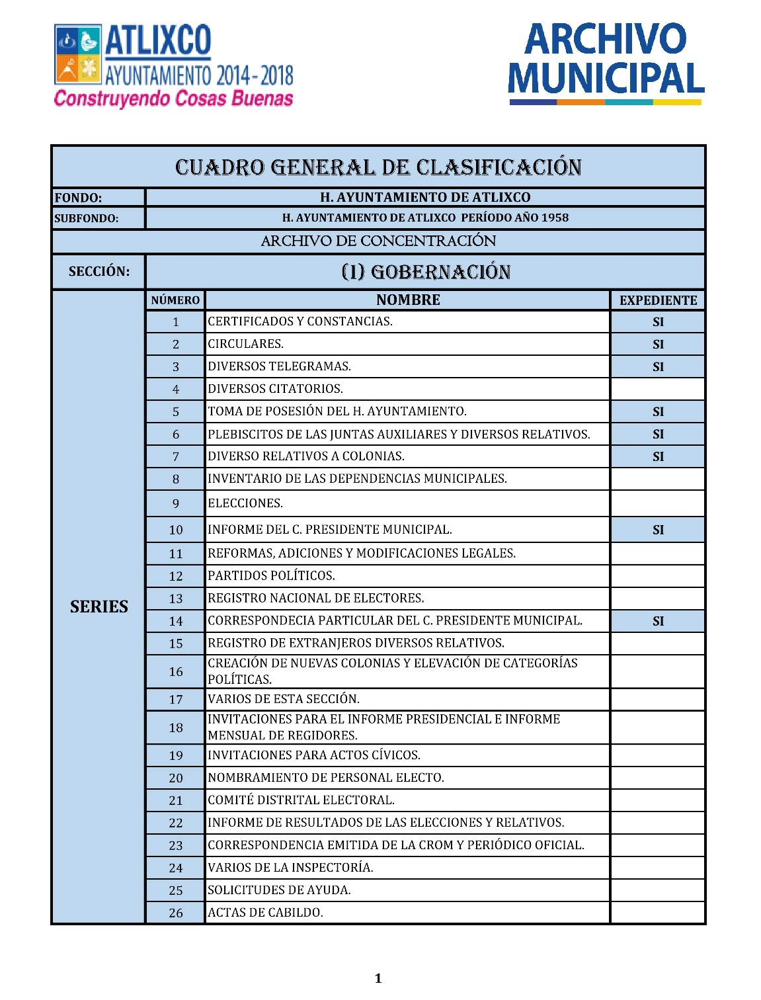 ATLIXCO
AYUNTAMIENTO 2014-2018
Construyendo Cosas Buenas
ARCHIVO
MUNICIPAL
CUADRO GENERAL DE CLASIFICACIÓN
FONDO: H. AYUNTAMIENTO DE ATLIXCO
SUBFONDO: H. AYUNTAMIENTO DE ATLIXCO PERÍODO AÑO 1958
ARCHIVO DE CONCENTRACIÓN
SECCIÓN: (I) GOBERNACIÓN
NÚMERO NOMBRE EXPEDIENTE
1 CERTIFICADOS Y CONSTANCIAS. SI
2 CIRCULARES. SI
3 DIVERSOS TELEGRAMAS. SI
4 DIVERSOS CITATORIOS.
5 TOMA DE POSESIÓN DEL H. AYUNTAMIENTO. SI
6 PLEBISCITOS DE LAS JUNTAS AUXILIARES Y DIVERSOS RELATIVOS. SI
7 DIVERSO RELATIVOS A COLONIAS. SI
8 INVENTARIO DE LAS DEPENDENCIAS MUNICIPALES.
9 ELECCIONES.
10 INFORME DEL C. PRESIDENTE MUNICIPAL. SI
11 REFORMAS, ADICIONES Y MODIFICACIONES LEGALES.
12 PARTIDOS POLÍTICOS.
13 REGISTRO NACIONAL DE ELECTORES.
SERIES
14 CORRESPONDECIA PARTICULAR DEL C. PRESIDENTE MUNICIPAL. SI
15 REGISTRO DE EXTRANJEROS DIVERSOS RELATIVOS.
16 CREACIÓN DE NUEVAS COLONIAS Y ELEVACIÓN DE CATEGORÍAS
POLÍTICAS.
17 VARIOS DE ESTA SECCIÓN.
18 INVITACIONES PARA EL INFORME PRESIDENCIAL E INFORME
MENSUAL DE REGIDORES.
19 INVITACIONES PARA ACTOS CÍVICOS.
20 NOMBRAMIENTO DE PERSONAL ELECTO.
21 COMITÉ DISTRITAL ELECTORAL.
22 INFORME DE RESULTADOS DE LAS ELECCIONES Y RELATIVOS.
23 CORRESPONDENCIA EMITIDA DE LA CROM Y PERIÓDICO OFICIAL.
24 VARIOS DE LA INSPECTORÍA.
25 SOLICITUDES DE AYUDA.
26 ACTAS DE CABILDO.
1